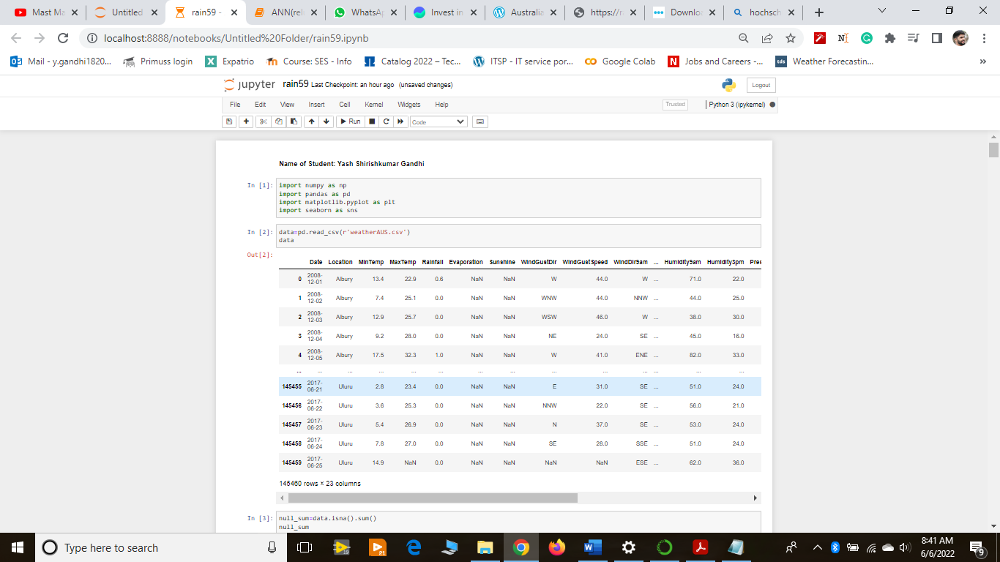 Mast Ma
Untitled
rain59 -
ANN(rel
WhatsAp
Invest in
Australia
https://r
Downlo
hochsch
localhost:8888/notebooks/Untitled%20Folder/rain59.ipynb
Mail - y.gandhi1820...
Primuss login
Expatrio
Course: SES - Info
Catalog 2022 – Tec...
ITSP - IT service por...
Google Colab
Jobs and Careers -...
Weather Forecastin...
»
jupyter rain59 Last Checkpoint: an hour ago (unsaved changes)
Logout
File Edit View Insert Cell Kernel Widgets Help
Trusted
Python 3 (ipykernel)
Run
Code
Name of Student: Yash Shirishkumar Gandhi
In [1]: import numpy as np
import pandas as pd
import matplotlib.pyplot as plt
import seaborn as sns
In [2]: data=pd.read_csv(r'weatherAUS.csv')
data
Out[2]:
Date Location MinTemp MaxTemp Rainfall Evaporation Sunshine WindGustDir WindGustSpeed WindDir9am ... Humidity9am Humidity3pm Pres
0 2008-12-01 Albury 13.4 22.9 0.6 NaN NaN W 44.0 W ... 71.0 22.0
1 2008-12-02 Albury 7.4 25.1 0.0 NaN NaN WNW 44.0 NNW ... 44.0 25.0
2 2008-12-03 Albury 12.9 25.7 0.0 NaN NaN WSW 46.0 W ... 38.0 30.0
3 2008-12-04 Albury 9.2 28.0 0.0 NaN NaN NE 24.0 SE ... 45.0 16.0
4 2008-12-05 Albury 17.5 32.3 1.0 NaN NaN W 41.0 ENE ... 82.0 33.0
... ... ... ... ... ... ... ... ... ... ... ... ... ...
145455 2017-06-21 Uluru 2.8 23.4 0.0 NaN NaN E 31.0 SE ... 51.0 24.0
145456 2017-06-22 Uluru 3.6 25.3 0.0 NaN NaN NNW 22.0 SE ... 56.0 21.0
145457 2017-06-23 Uluru 5.4 26.9 0.0 NaN NaN N 37.0 SE ... 53.0 24.0
145458 2017-06-24 Uluru 7.8 27.0 0.0 NaN NaN SE 28.0 SSE ... 51.0 24.0
145459 2017-06-25 Uluru 14.9 NaN 0.0 NaN NaN NaN NaN ESE ... 62.0 36.0
145460 rows × 23 columns
In [3]: null_sum=data.isna().sum()
null_sum
Type here to search
8:41 AM
6/6/2022
9